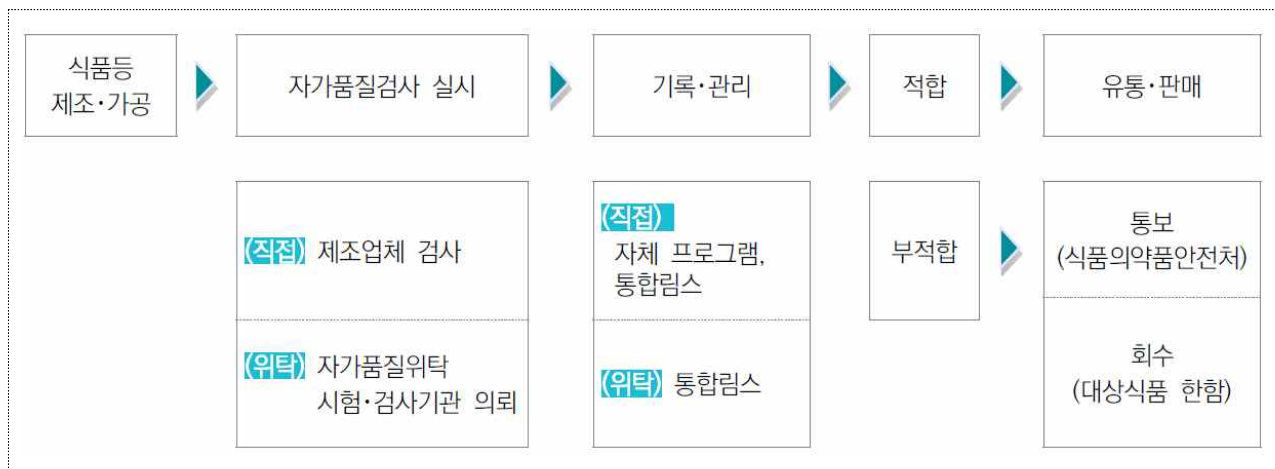 식품등
제조·가공
자가품질검사 실시
기록·관리
적합
유통·판매
(직접) 제조업체 검사
(위탁) 자가품질위탁
시험·검사기관 의뢰
(직접)
자체 프로그램,
통합림스
(위탁) 통합림스
부적합
통보
(식품의약품안전처)
회수
(대상식품 한함)